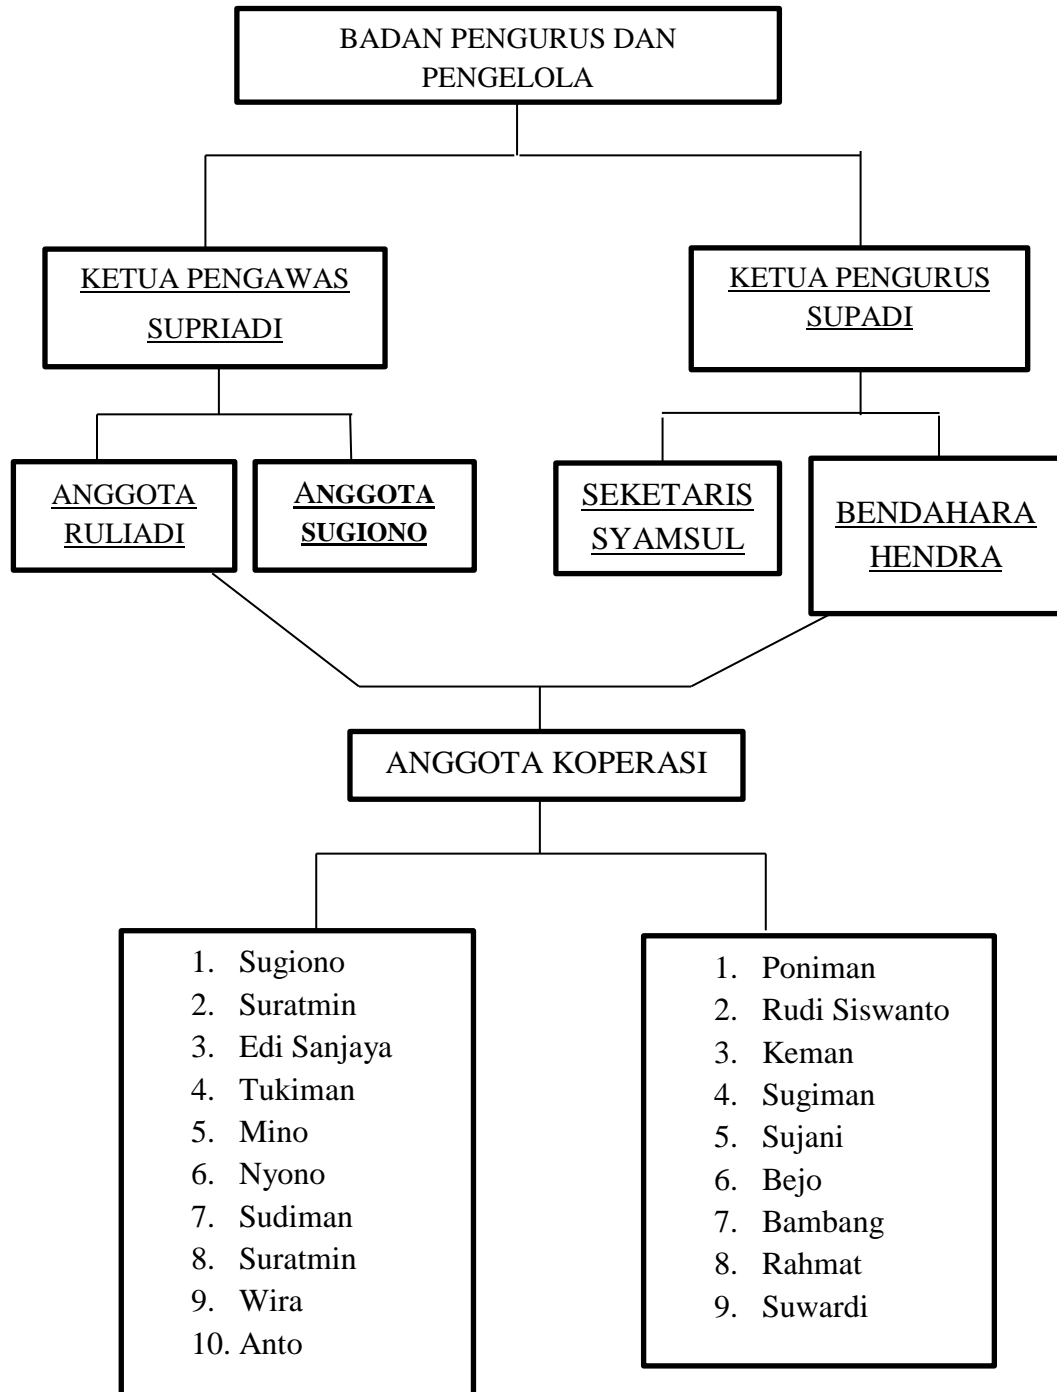 BADAN PENGURUS DAN
PENGELOLA
KETUA PENGAWAS
SUPRIADI
KETUA PENGURUS
SUPADI
ANGGOTA
RULIADI
ANGGOTA
SUGIONO
SEKETARIS
SYAMSUL
BENDAHARA
HENDRA
ANGGOTA KOPERASI
1. Sugiono
2. Suratmin
3. Edi Sanjaya
4. Tukiman
5. Mino
6. Nyono
7. Sudiman
8. Suratmin
9. Wira
10. Anto
1. Poniman
2. Rudi Siswanto
3. Keman
4. Sugiman
5. Sujani
6. Bejo
7. Bambang
8. Rahmat
9. Suwardi